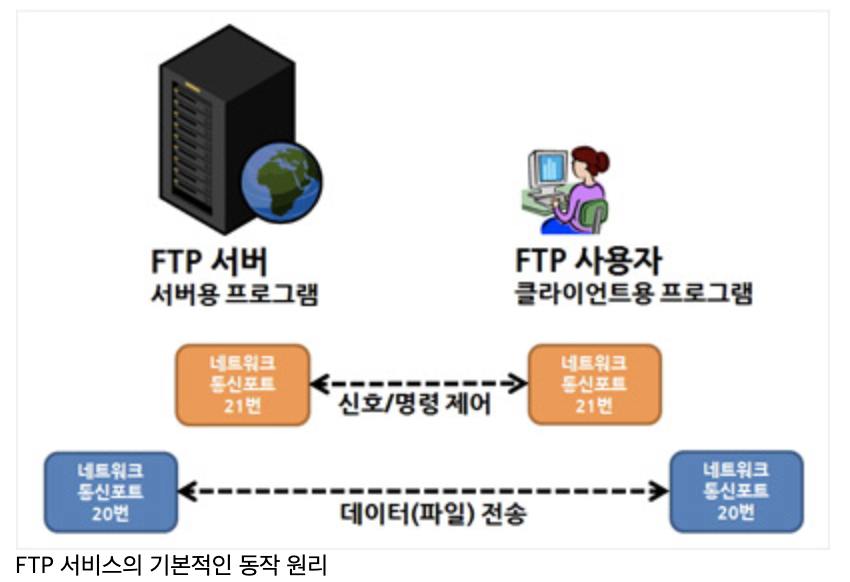 FTP 서버
서버용 프로그램
FTP 사용자
클라이언트용 프로그램
네트워크
통신포트
21번
신호/명령 제어
네트워크
통신포트
21번
네트워크
통신포트
20번
데이터(파일) 전송
네트워크
통신포트
20번
FTP 서비스의 기본적인 동작 원리